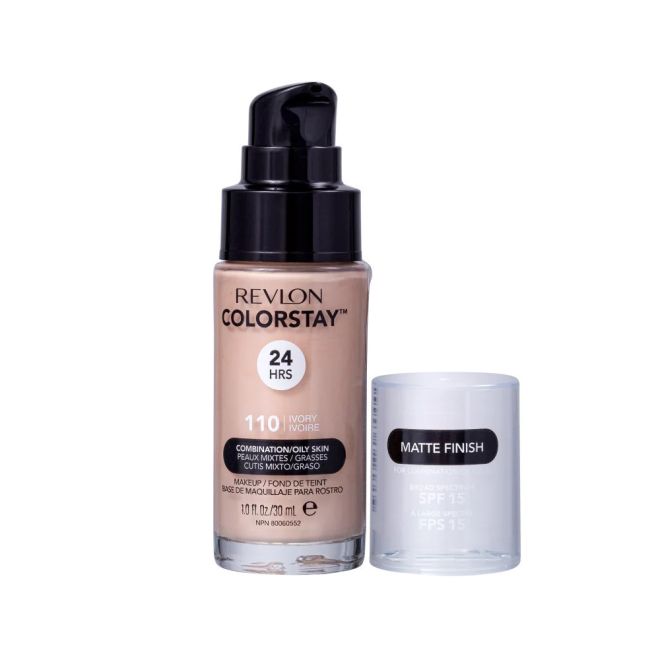 REVLON
COLORSTAY™
24
HRS
110 | IVORY
IVOIRE
COMBINATION/OILY SKIN
PEAUX MIXTES / GRASSES
CUTIS MIXTO/GRASO
MAKEUP / FOND DE TEINT
BASE DE MAQUILLAJE PARA ROSTRO
1.0 fl. oz./30 mL e
NPN 80060552
MATTE FINISH
FOR COMBINATION
BROAD SPECTRUM
SPF 15
À LARGE SPECTRE
FPS 15